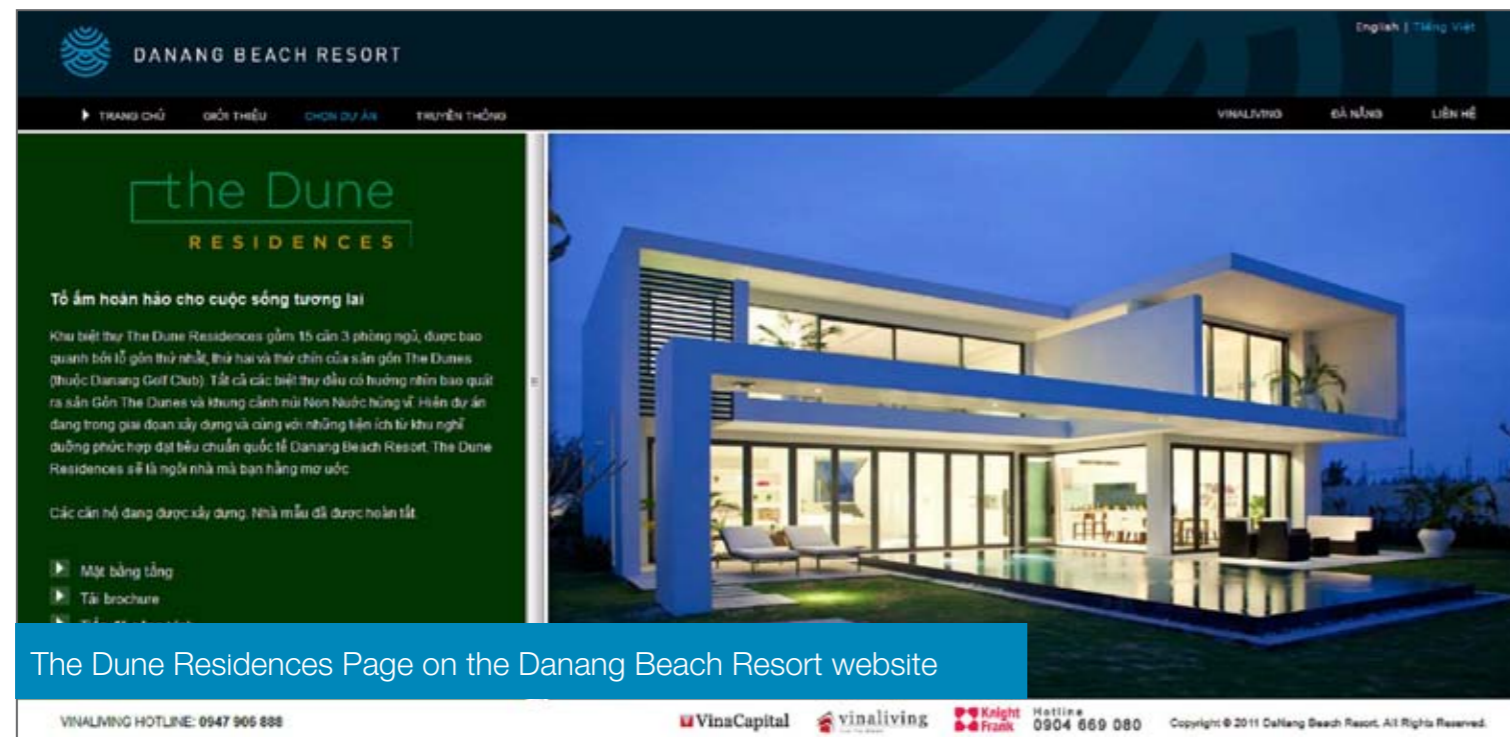 English | Tiếng Việt
DANANG BEACH RESORT
TRANG CHỦ GIỚI THIỆU CHỌN DỰ ÁN TRUYỀN THÔNG VINALIVING ĐÀ NẴNG LIÊN HỆ
the Dune
RESIDENCES
Tổ ấm hoàn hảo cho cuộc sống tương lai
Khu biệt thự The Dune Residences gồm 15 căn 3 phòng ngủ, được bao
quanh bởi lỗ gôn thứ nhất, thứ hai và thứ chín của sân gôn The Dunes
(thuộc Danang Golf Club). Tất cả các biệt thự đều có hướng nhìn bao quát
ra sân Gôn The Dunes và khung cảnh núi Non Nước hùng vĩ. Hiện dự án
đang trong giai đoạn xây dựng và cùng với những tiện ích từ khu nghỉ
dưỡng phức hợp đạt tiêu chuẩn quốc tế Danang Beach Resort. The Dune
Residences sẽ là ngôi nhà mà bạn hằng mơ ước.
Các căn hộ đang được xây dựng. Nhà mẫu đã được hoàn tất.
Mặt bằng tầng
Tải brochure
The Dune Residences Page on the Danang Beach Resort website
VINALIVING HOTLINE: 0947 905 888
VinaCapital vinaliving Knight Frank Hotline 0904 669 080 Copyright © 2011 DaNang Beach Resort, All Rights Reserved.